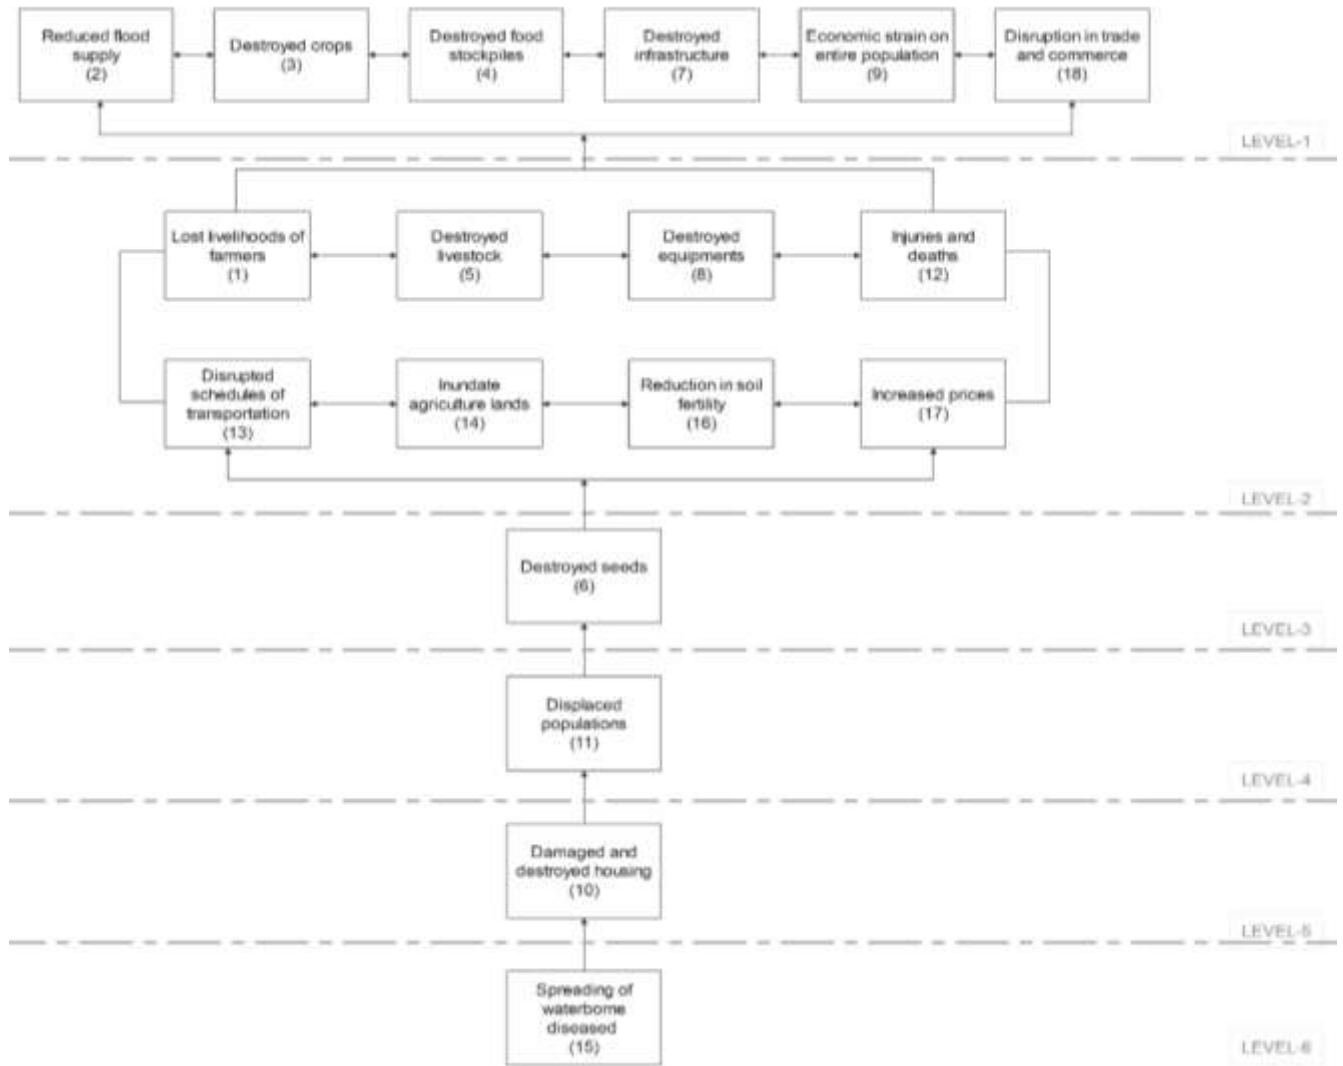 Reduced flood
supply
(2)
Destroyed crops
(3)
Destroyed food
stockpiles
(4)
Destroyed
infrastructure
(7)
Economic strain on
entire population
(9)
Disruption in trade
and commerce
(18)
LEVEL-1
Lost livelihoods of
farmers
(1)
Destroyed
livestock
(5)
Destroyed
equipments
(8)
Injuries and
deaths
(12)
Disrupted
schedules of
transportation
(13)
Inundate
agriculture lands
(14)
Reduction in soil
fertility
(16)
Increased prices
(17)
LEVEL-2
Destroyed seeds
(6)
LEVEL-3
Displaced
populations
(11)
LEVEL-4
Damaged and
destroyed housing
(10)
LEVEL-5
Spreading of
waterborne
diseased
(15)
LEVEL-6